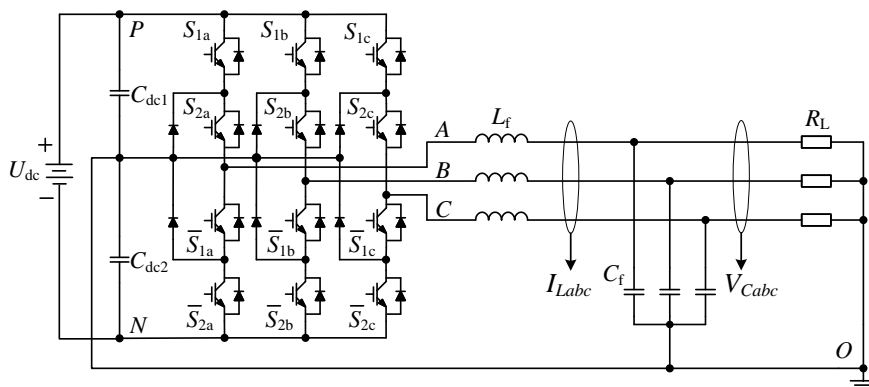 P
S1a
S1b
S1c
Cdc1
S2a
S2b
S2c
A
Lf
RL
+
Udc
−
B
C
S̅1a
S̅1b
S̅1c
Cdc2
ILabc
Cf
VCabc
N
S̅2a
S̅2b
S̅2c
O